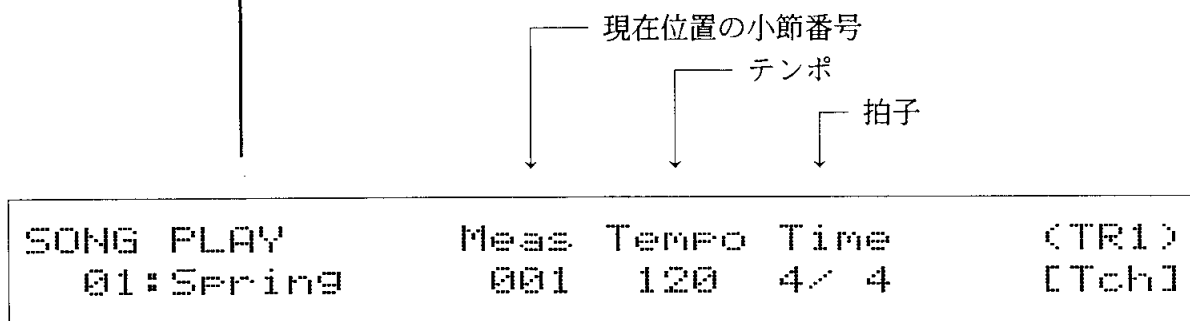 現在位置の小節番号
テンポ
拍子
SONG PLAY Meas Tempo Time (TR1)
01:Spring 001 120 4/ 4 [Tch]